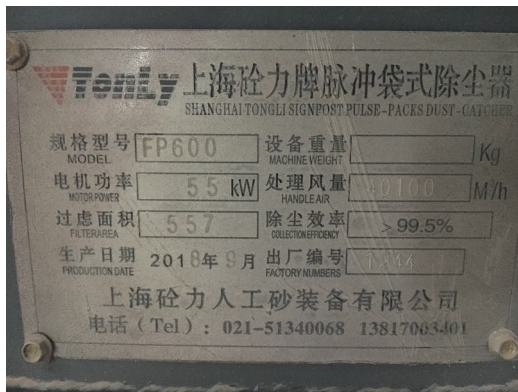 TonLy 上海砼力牌脉冲袋式除尘器
SHANGHAI TONGLI SIGNPOST PULSE-PACKS DUST-CATCHER
规格型号 FP600 设备重量 Kg
MODEL MACHINE WEIGHT
电机功率 55 kW 处理风量 40100 M/h
MOTOR POWER HANDLE AIR
过虑面积 557 除尘效率 >99.5%
FILTERAREA COLLECTION EFFICIENCY
生产日期 2018年9月 出厂编号
PRODUCTION DATE FACTORY NUMBERS
上海砼力人工砂装备有限公司
电话（Tel）: 021-51340068 13817003401